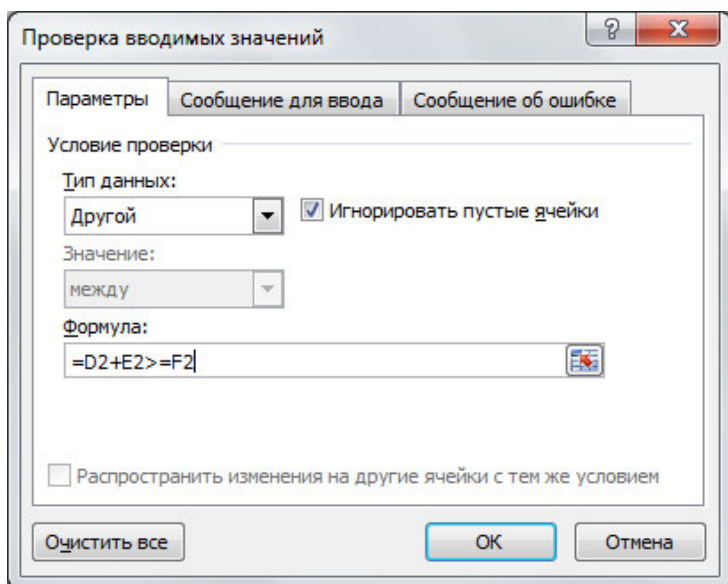 Проверка вводимых значений
?
Параметры
Сообщение для ввода
Сообщение об ошибке
Условие проверки
Тип данных:
Другой
Игнорировать пустые ячейки
Значение:
между
Формула:
=D2+E2>=F2
Распространить изменения на другие ячейки с тем же условием
Очистить все
ОК
Отмена